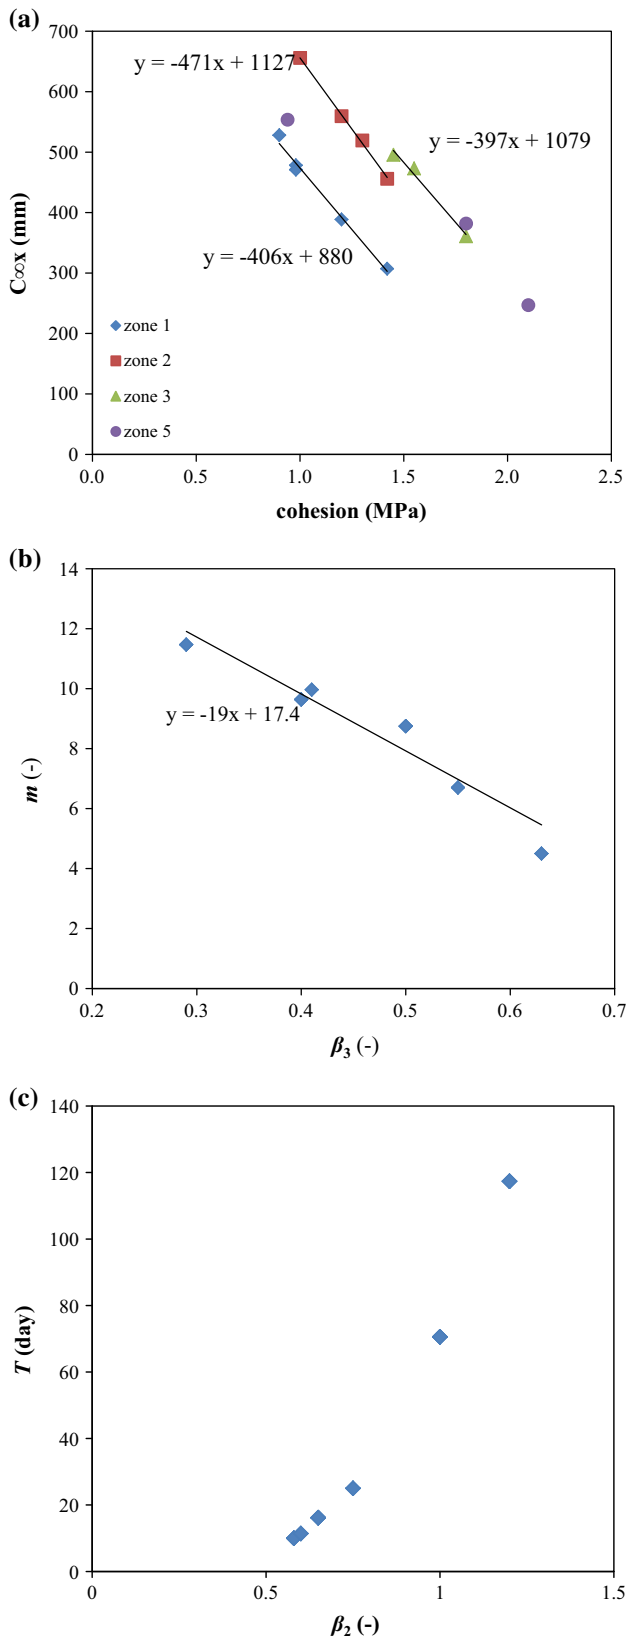 (a)
700
y = -471x + 1127
600
500
y = -397x + 1079
400
C∞x (mm)
300
y = -406x + 880
200
zone 1
zone 2
100
zone 3
zone 5
0
0.0 0.5 1.0 1.5 2.0 2.5
cohesion (MPa)
(b)
14
12
10
y = -19x + 17.4
8
m (-)
6
4
2
0
0.2 0.3 0.4 0.5 0.6 0.7
β3 (-)
(c)
140
120
100
80
T (day)
60
40
20
0
0 0.5 1 1.5
β2 (-)